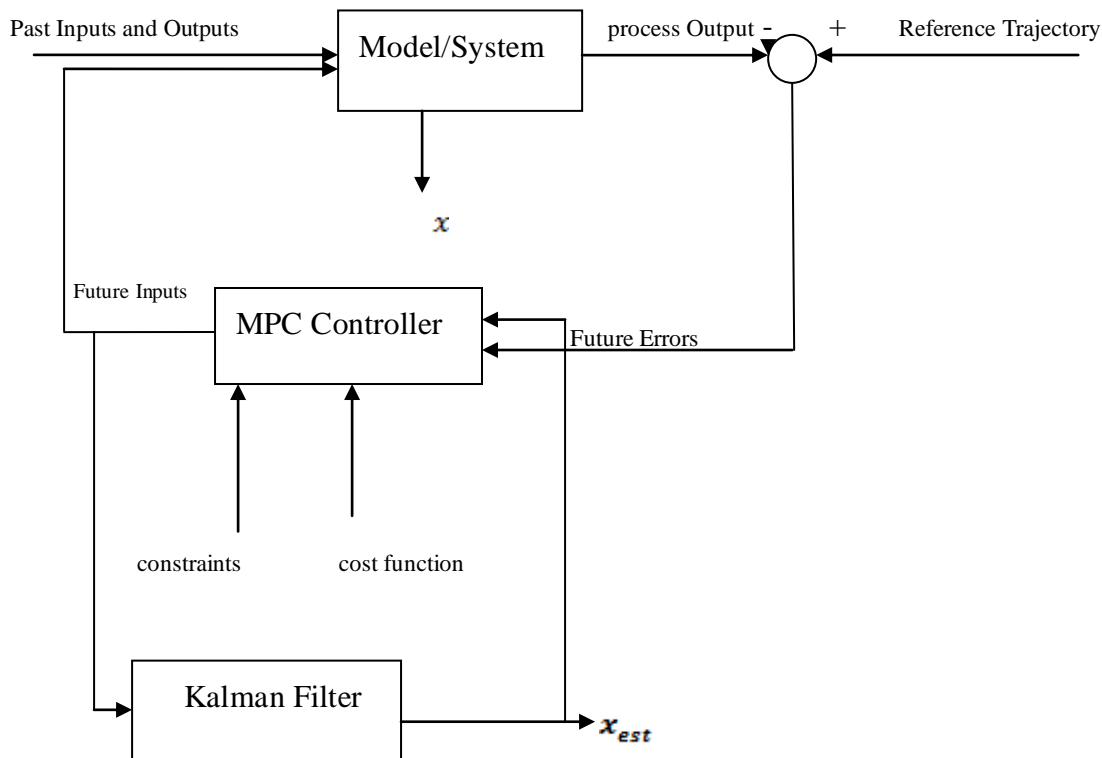 Past Inputs and Outputs
Model/System
process Output -
+
Reference Trajectory
x
Future Inputs
MPC Controller
Future Errors
constraints
cost function
Kalman Filter
x_est